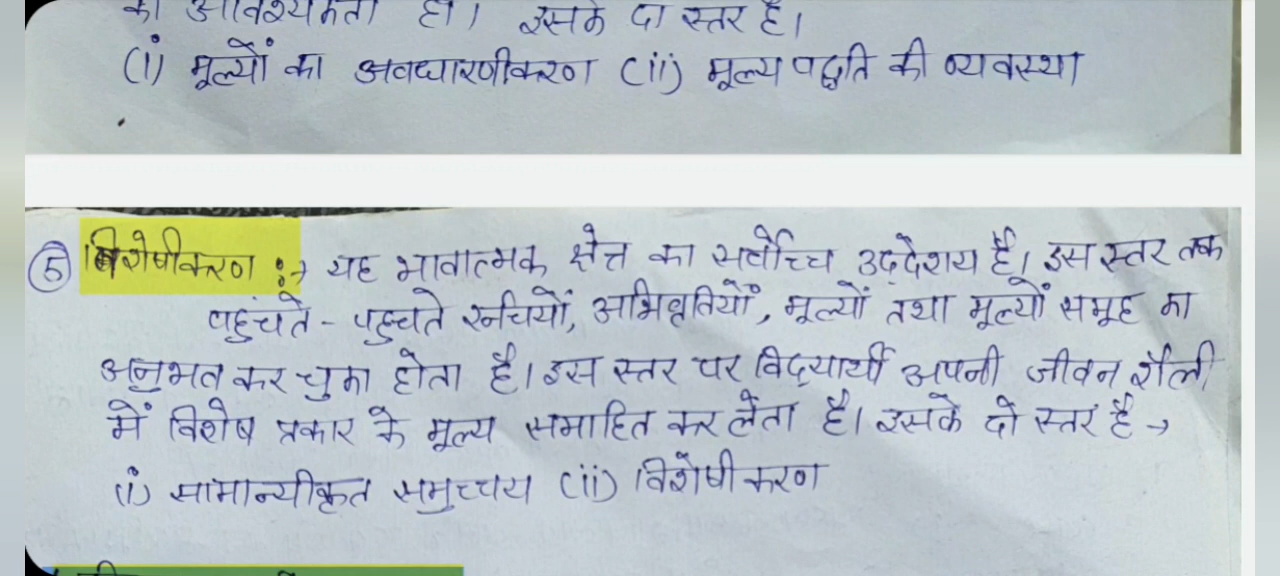 की आवश्यकता हो। इसके दो स्तर है।
(i) मूल्यों का अवधारणीकरण (ii) मूल्य पद्धति की व्यवस्था
⑤ विशेषीकरण :→ यह भावात्मक क्षेत्र का सर्वोच्च उद्देशय है। इस स्तर तक
पहुंचते - पहुचते रूचियों, अभिवृतियों, मूल्यों तथा मूल्यों समूह का
अनुभव कर चुका होता है। इस स्तर पर विद्यार्थी अपनी जीवन शैली
में विशेष प्रकार के मूल्य समाहित कर लेता है। इसके दो स्तर है →
(i) सामान्यीकृत समुच्चय (ii) विशेषीकरण